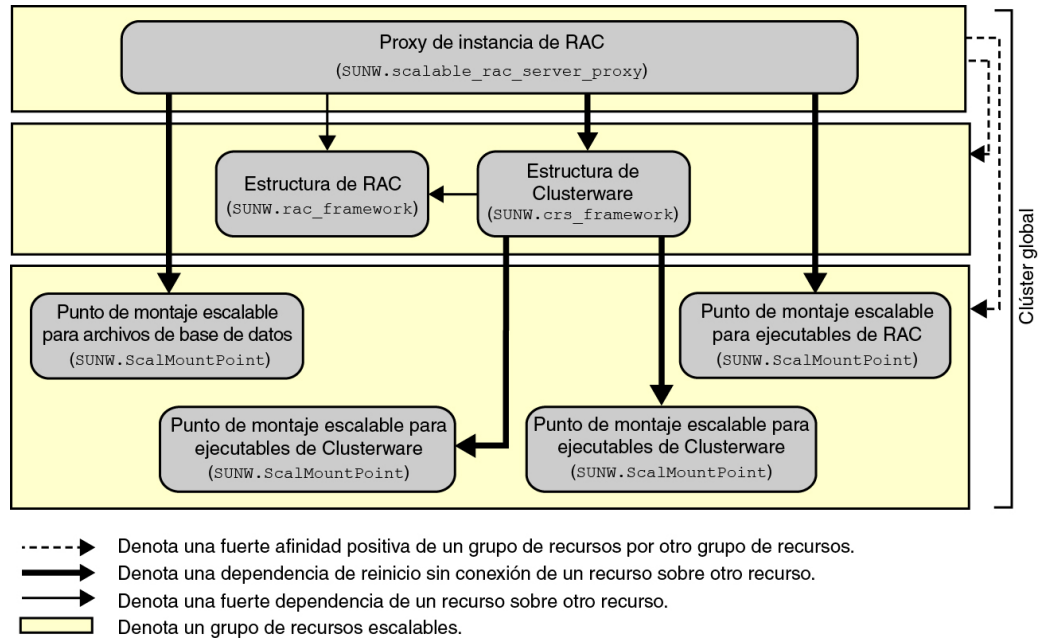 Proxy de instancia de RAC
(SUNW.scalable_rac_server_proxy)
Estructura de RAC
(SUNW.rac_framework)
Estructura de
Clusterware
(SUNW.crs_framework)
Punto de montaje escalable
para archivos de base de datos
(SUNW.ScalMountPoint)
Punto de montaje escalable
para ejecutables de RAC
(SUNW.ScalMountPoint)
Punto de montaje escalable para
ejecutables de Clusterware
(SUNW.ScalMountPoint)
Punto de montaje escalable para
ejecutables de Clusterware
(SUNW.ScalMountPoint)
Clúster global
Denota una fuerte afinidad positiva de un grupo de recursos por otro grupo de recursos.
Denota una dependencia de reinicio sin conexión de un recurso sobre otro recurso.
Denota una fuerte dependencia de un recurso sobre otro recurso.
Denota un grupo de recursos escalables.